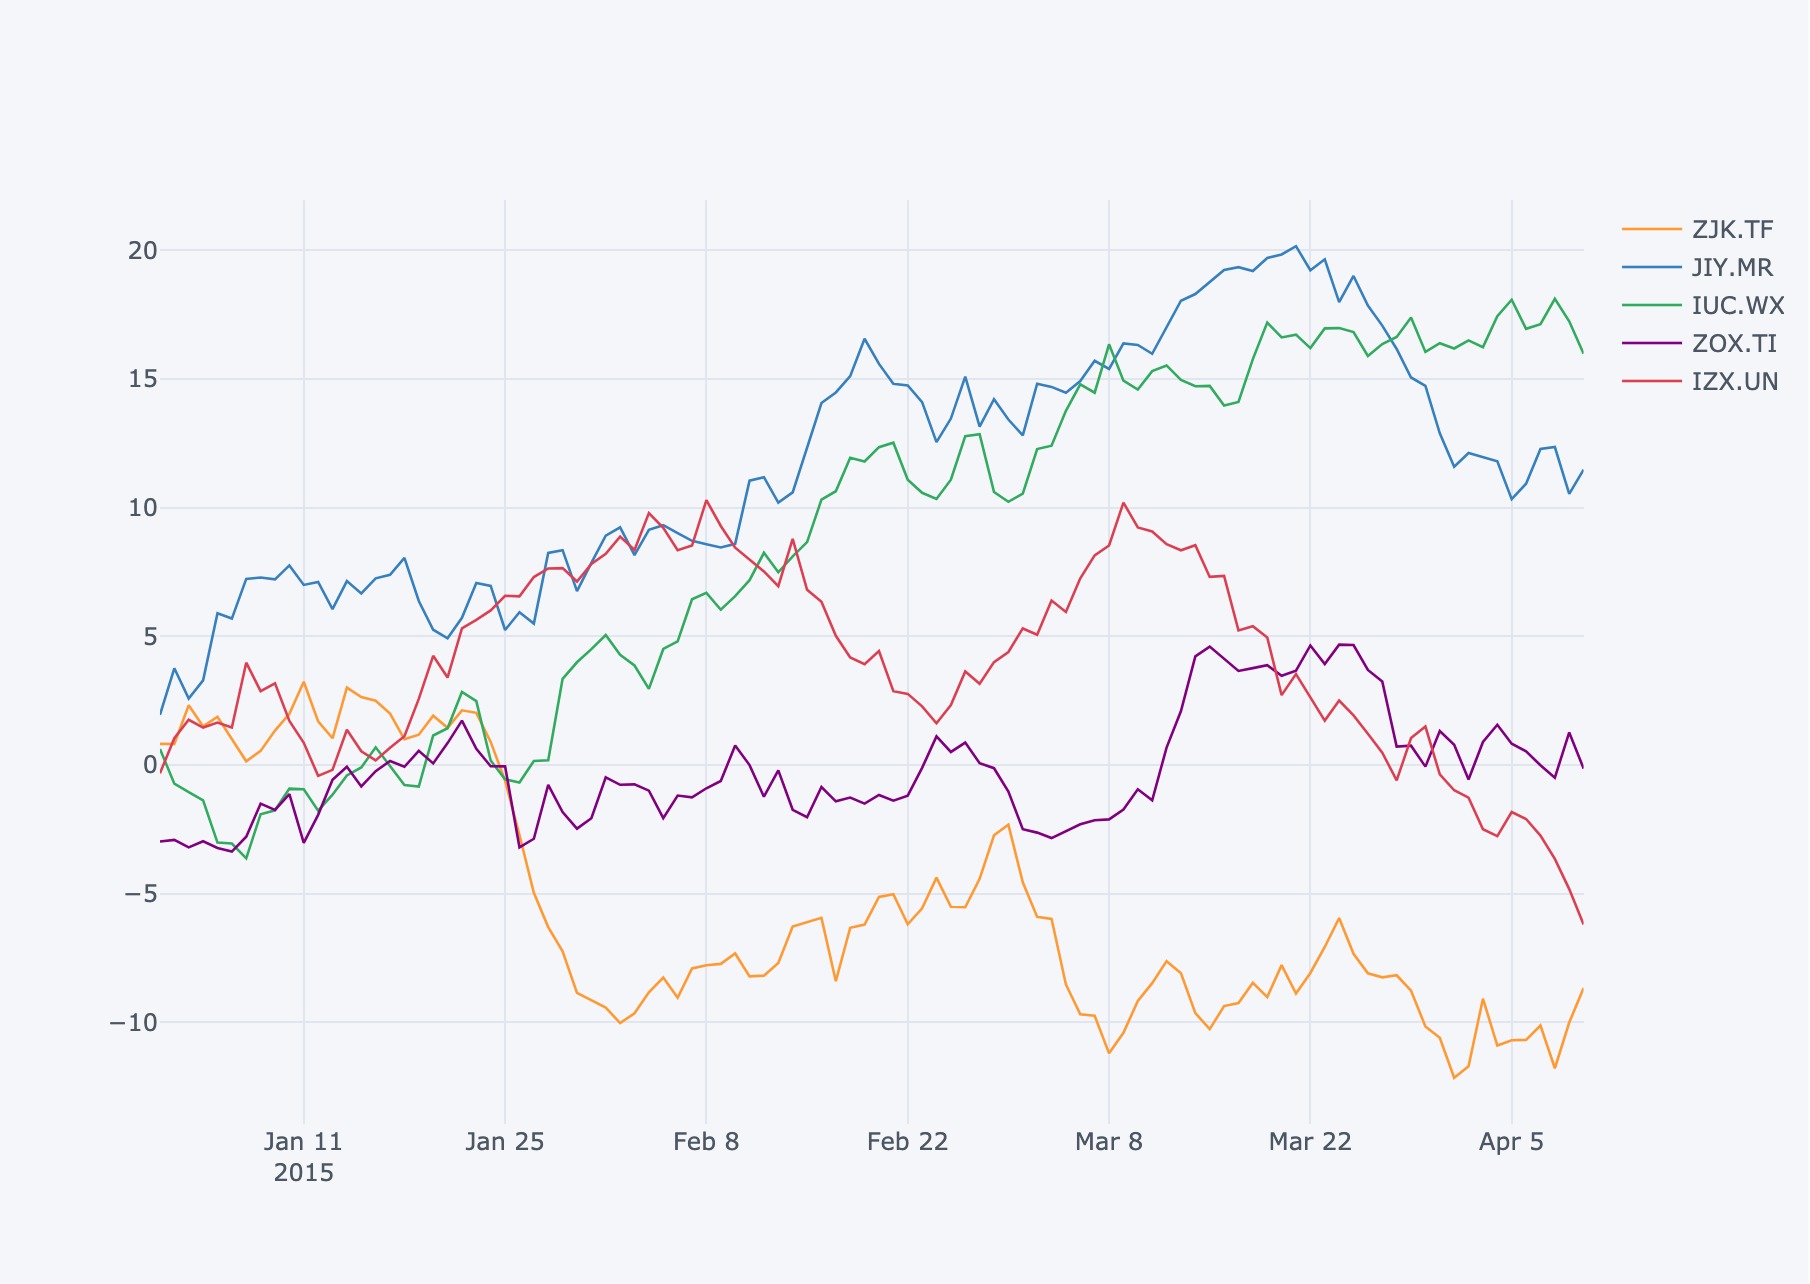 20
15
10
5
0
−5
−10
Jan 11
2015
Jan 25
Feb 8
Feb 22
Mar 8
Mar 22
Apr 5
ZJK.TF
JIY.MR
IUC.WX
ZOX.TI
IZX.UN